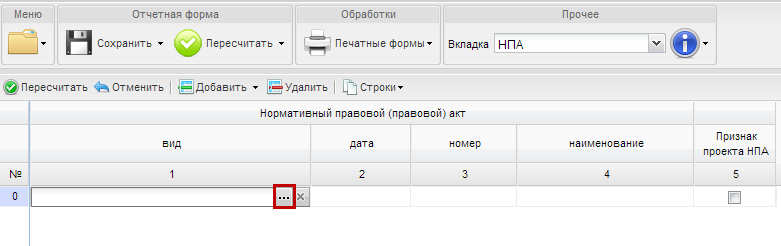 Меню Отчетная форма Обработки Прочее
Сохранить Пересчитать Печатные формы Вкладка НПА
Пересчитать Отменить Добавить Удалить Строки
Нормативный правовой (правовой) акт
вид дата номер наименование Признак
проекта НПА
№ 1 2 3 4 5
0 ... ×